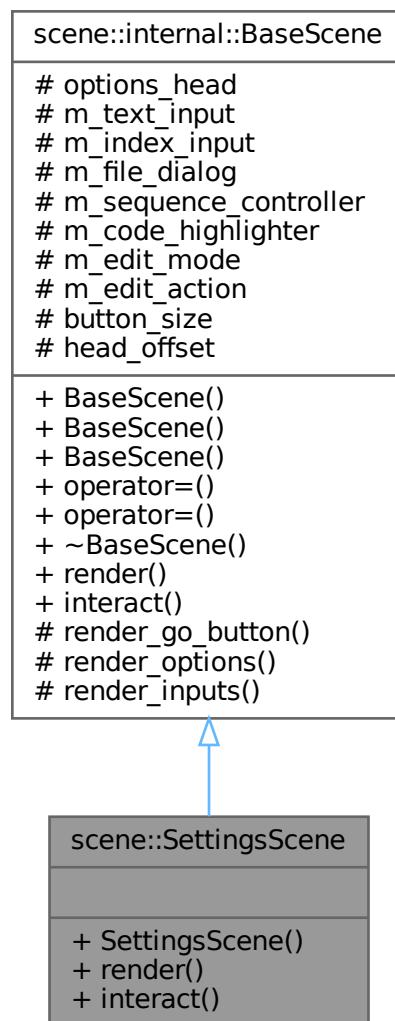 scene::internal::BaseScene
# options_head
# m_text_input
# m_index_input
# m_file_dialog
# m_sequence_controller
# m_code_highlighter
# m_edit_mode
# m_edit_action
# button_size
# head_offset
+ BaseScene()
+ BaseScene()
+ BaseScene()
+ operator=()
+ operator=()
+ ~BaseScene()
+ render()
+ interact()
# render_go_button()
# render_options()
# render_inputs()
scene::SettingsScene
+ SettingsScene()
+ render()
+ interact()